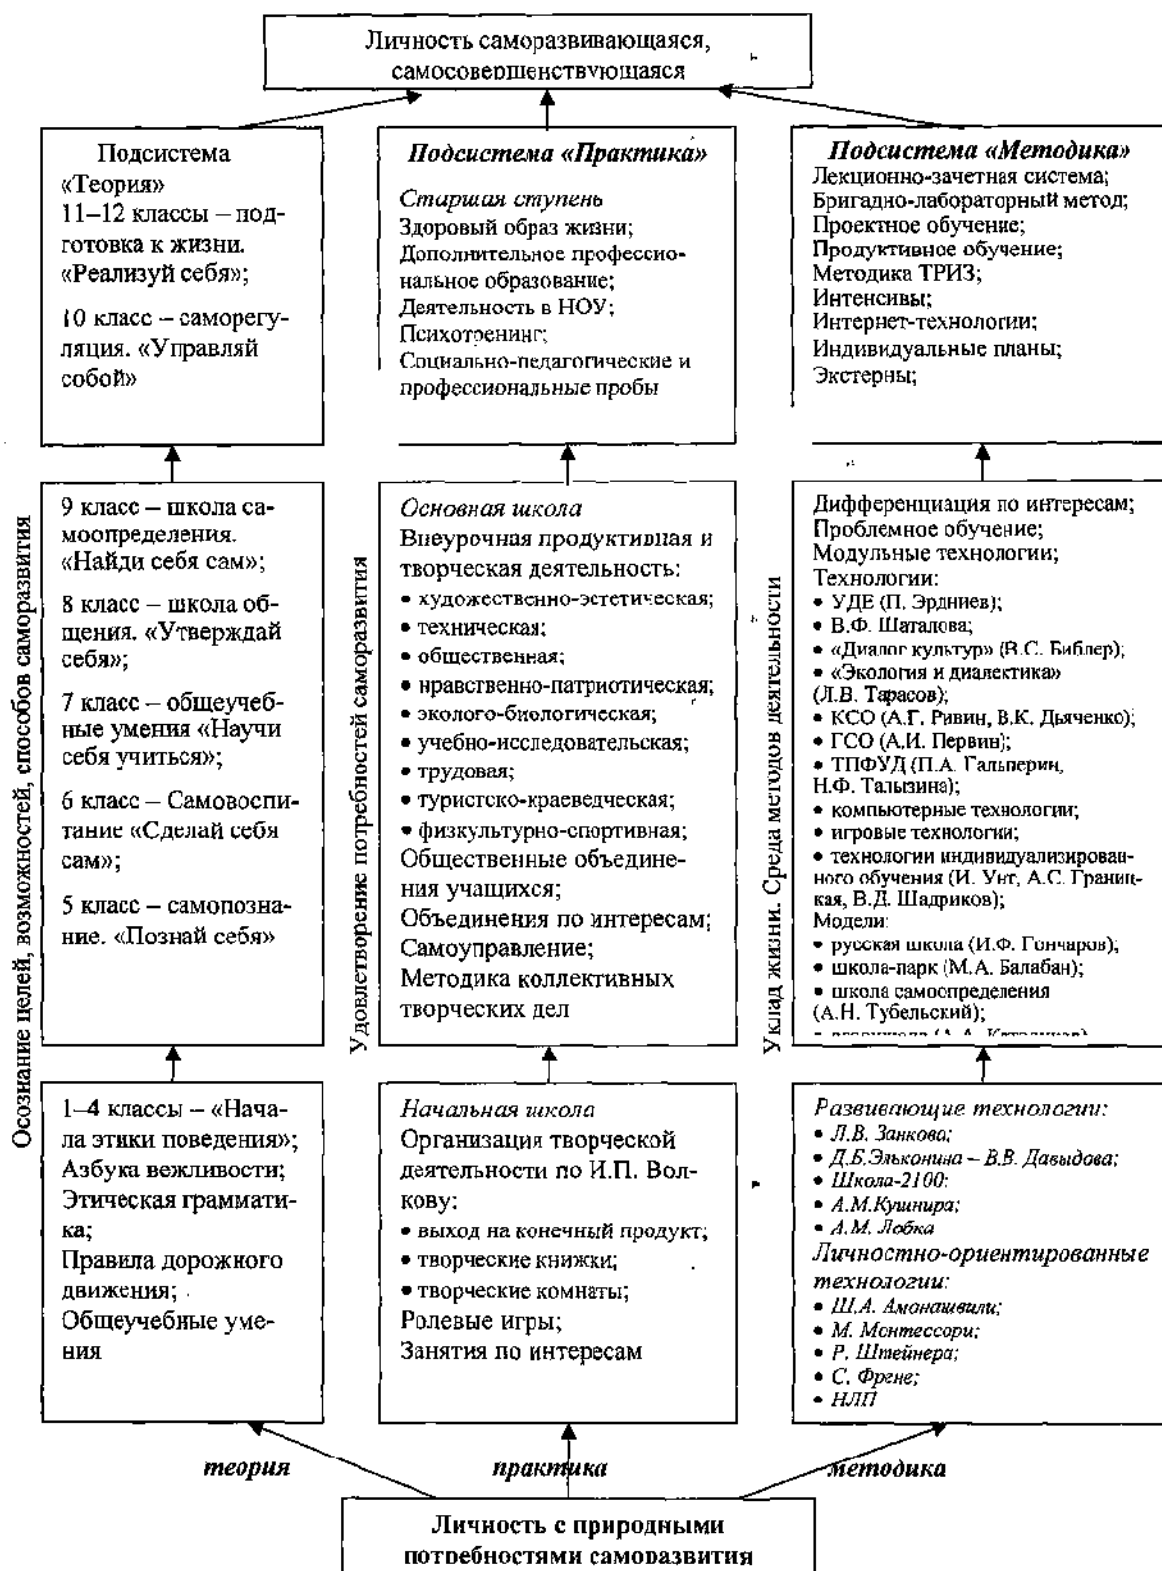 Личность саморазвивающаяся,
самосовершенствующаяся
Подсистема
«Теория»
11–12 классы – под-
готовка к жизни.
«Реализуй себя»;
10 класс – саморегу-
ляция. «Управляй
собой»
Подсистема «Практика»
Старшая ступень
Здоровый образ жизни;
Дополнительное профессио-
нальное образование;
Деятельность в НОУ;
Психотренинг;
Социально-педагогические и
профессиональные пробы
Подсистема «Методика»
Лекционно-зачетная система;
Бригадно-лабораторный метод;
Проектное обучение;
Продуктивное обучение;
Методика ТРИЗ;
Интенсивы;
Интернет-технологии;
Индивидуальные планы;
Экстерны;
Осознание целей, возможностей, способов саморазвития
9 класс – школа са-
моопределения.
«Найди себя сам»;
8 класс – школа об-
щения. «Утверждай
себя»;
7 класс – общеучеб-
ные умения «Научи
себя учиться»;
6 класс – Самовоспи-
тание «Сделай себя
сам»;
5 класс – самопозна-
ние. «Познай себя»
Удовлетворение потребностей саморазвития
Основная школа
Внеурочная продуктивная и
творческая деятельность:
• художественно-эстетическая;
• техническая;
• общественная;
• нравственно-патриотическая;
• эколого-биологическая;
• учебно-исследовательская;
• трудовая;
• туристско-краеведческая;
• физкультурно-спортивная;
Общественные объедине-
ния учащихся;
Объединения по интересам;
Самоуправление;
Методика коллективных
творческих дел
Уклад жизни. Среда методов деятельности
Дифференциация по интересам;
Проблемное обучение;
Модульные технологии;
Технологии:
• УДЕ (П. Эрдниев);
• В.Ф. Шаталова;
• «Диалог культур» (В.С. Библер);
• «Экология и диалектика»
(Л.В. Тарасов);
• КСО (А.Г. Ривин, В.К. Дьяченко);
• ГСО (А.И. Первин);
• ТПФУД (П.А. Гальперин,
Н.Ф. Талызина);
• компьютерные технологии;
• игровые технологии;
• технологии индивидуализирован-
ного обучения (И. Унт, А.С. Границ-
кая, В.Д. Шадриков);
Модели:
• русская школа (И.Ф. Гончаров);
• школа-парк (М.А. Балабан);
• школа самоопределения
(А.Н. Тубельский);
1–4 классы – «Нача-
ла этики поведения»;
Азбука вежливости;
Этическая граммати-
ка;
Правила дорожного
движения;
Общеучебные уме-
ния
Начальная школа
Организация творческой
деятельности по И.П. Вол-
кову:
• выход на конечный продукт;
• творческие книжки;
• творческие комнаты;
Ролевые игры;
Занятия по интересам
Развивающие технологии:
• Л.В. Занкова;
• Д.Б.Эльконина – В.В. Давыдова;
• Школа-2100:
• А.М.Кушнира;
• А.М. Лобка
Личностно-ориентированные
технологии:
• Ш.А. Амонашвили;
• М. Монтессори;
• Р. Штейнера;
• С. Френе;
• НЛП
теория
практика
методика
Личность с природными
потребностями саморазвития